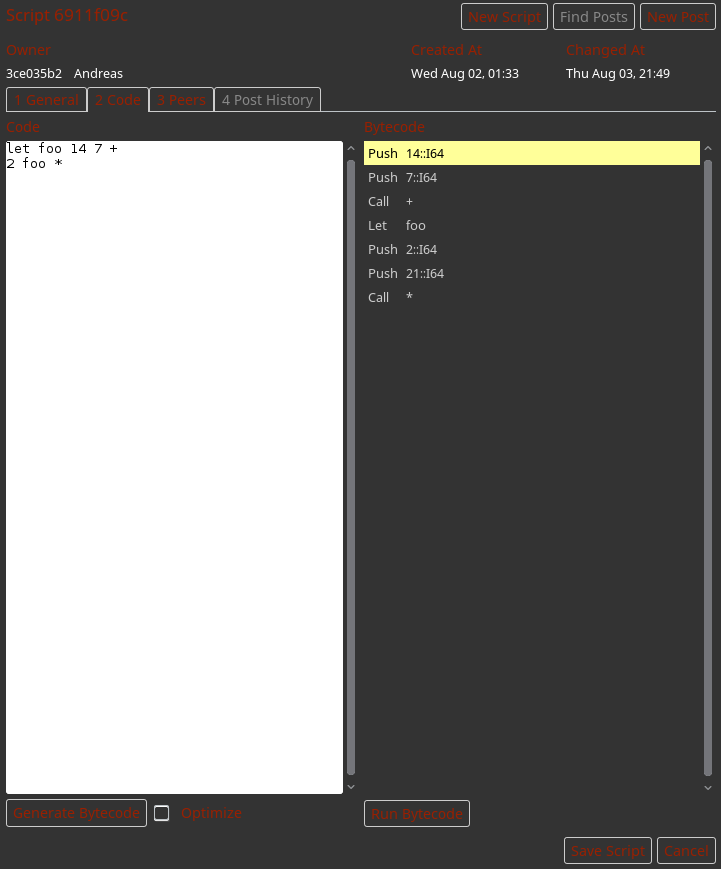 Script 6911f09c New Script Find Posts New Post
Owner Created At Changed At
3ce035b2 Andreas Wed Aug 02, 01:33 Thu Aug 03, 21:49
1 General 2 Code 3 Peers 4 Post History
Code
let foo 14 7 +
2 foo *
Bytecode
Push 14::I64
Push 7::I64
Call +
Let foo
Push 2::I64
Push 21::I64
Call *
Generate Bytecode Optimize Run Bytecode
Save Script Cancel